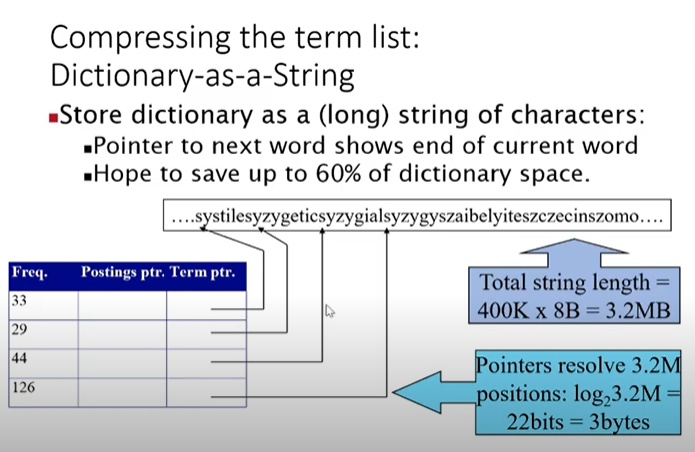 Compressing the term list:
Dictionary-as-a-String
▪Store dictionary as a (long) string of characters:
▪Pointer to next word shows end of current word
▪Hope to save up to 60% of dictionary space.
….systilesyzygeticsyzygialsyzygyszaibelyiteszczecinszomo….
Freq. Postings ptr. Term ptr.
33
29
44
126
Total string length =
400K x 8B = 3.2MB
Pointers resolve 3.2M
positions: log₂3.2M =
22bits = 3bytes